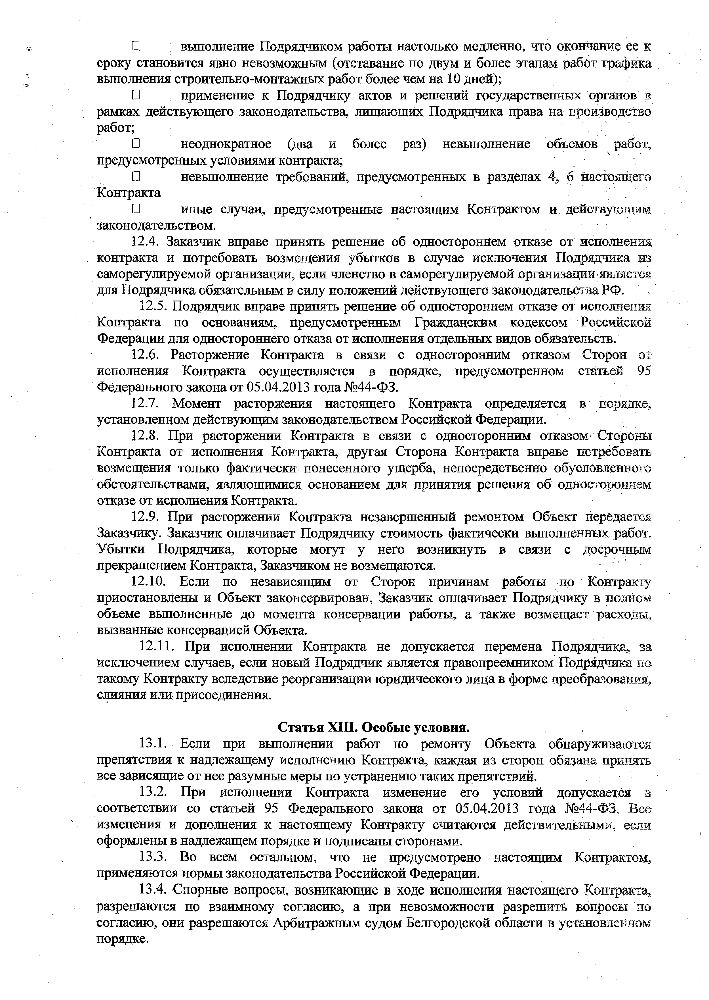 ☐ выполнение Подрядчиком работы настолько медленно, что окончание ее к
сроку становится явно невозможным (отставание по двум и более этапам работ графика
выполнения строительно-монтажных работ более чем на 10 дней);
☐ применение к Подрядчику актов и решений государственных органов в
рамках действующего законодательства, лишающих Подрядчика права на производство
работ;
☐ неоднократное (два и более раз) невыполнение объемов работ,
предусмотренных условиями контракта;
☐ невыполнение требований, предусмотренных в разделах 4, 6 настоящего
Контракта
☐ иные случаи, предусмотренные настоящим Контрактом и действующим
законодательством.
12.4. Заказчик вправе принять решение об одностороннем отказе от исполнения
контракта и потребовать возмещения убытков в случае исключения Подрядчика из
саморегулируемой организации, если членство в саморегулируемой организации является
для Подрядчика обязательным в силу положений действующего законодательства РФ.
12.5. Подрядчик вправе принять решение об одностороннем отказе от исполнения
Контракта по основаниям, предусмотренным Гражданским кодексом Российской
Федерации для одностороннего отказа от исполнения отдельных видов обязательств.
12.6. Расторжение Контракта в связи с односторонним отказом Сторон от
исполнения Контракта осуществляется в порядке, предусмотренном статьей 95
Федерального закона от 05.04.2013 года №44-ФЗ.
12.7. Момент расторжения настоящего Контракта определяется в порядке,
установленном действующим законодательством Российской Федерации.
12.8. При расторжении Контракта в связи с односторонним отказом Стороны
Контракта от исполнения Контракта, другая Сторона Контракта вправе потребовать
возмещения только фактически понесенного ущерба, непосредственно обусловленного
обстоятельствами, являющимися основанием для принятия решения об одностороннем
отказе от исполнения Контракта.
12.9. При расторжении Контракта незавершенный ремонтом Объект передается
Заказчику. Заказчик оплачивает Подрядчику стоимость фактически выполненных работ.
Убытки Подрядчика, которые могут у него возникнуть в связи с досрочным
прекращением Контракта, Заказчиком не возмещаются.
12.10. Если по независящим от Сторон причинам работы по Контракту
приостановлены и Объект законсервирован, Заказчик оплачивает Подрядчику в полном
объеме выполненные до момента консервации работы, а также возмещает расходы,
вызванные консервацией Объекта.
12.11. При исполнении Контракта не допускается перемена Подрядчика, за
исключением случаев, если новый Подрядчик является правопреемником Подрядчика по
такому Контракту вследствие реорганизации юридического лица в форме преобразования,
слияния или присоединения.
Статья XIII. Особые условия.
13.1. Если при выполнении работ по ремонту Объекта обнаруживаются
препятствия к надлежащему исполнению Контракта, каждая из сторон обязана принять
все зависящие от нее разумные меры по устранению таких препятствий.
13.2. При исполнении Контракта изменение его условий допускается в
соответствии со статьей 95 Федерального закона от 05.04.2013 года №44-ФЗ. Все
изменения и дополнения к настоящему Контракту считаются действительными, если
оформлены в надлежащем порядке и подписаны сторонами.
13.3. Во всем остальном, что не предусмотрено настоящим Контрактом,
применяются нормы законодательства Российской Федерации.
13.4. Спорные вопросы, возникающие в ходе исполнения настоящего Контракта,
разрешаются по взаимному согласию, а при невозможности разрешить вопросы по
согласию, они разрешаются Арбитражным судом Белгородской области в установленном
порядке.